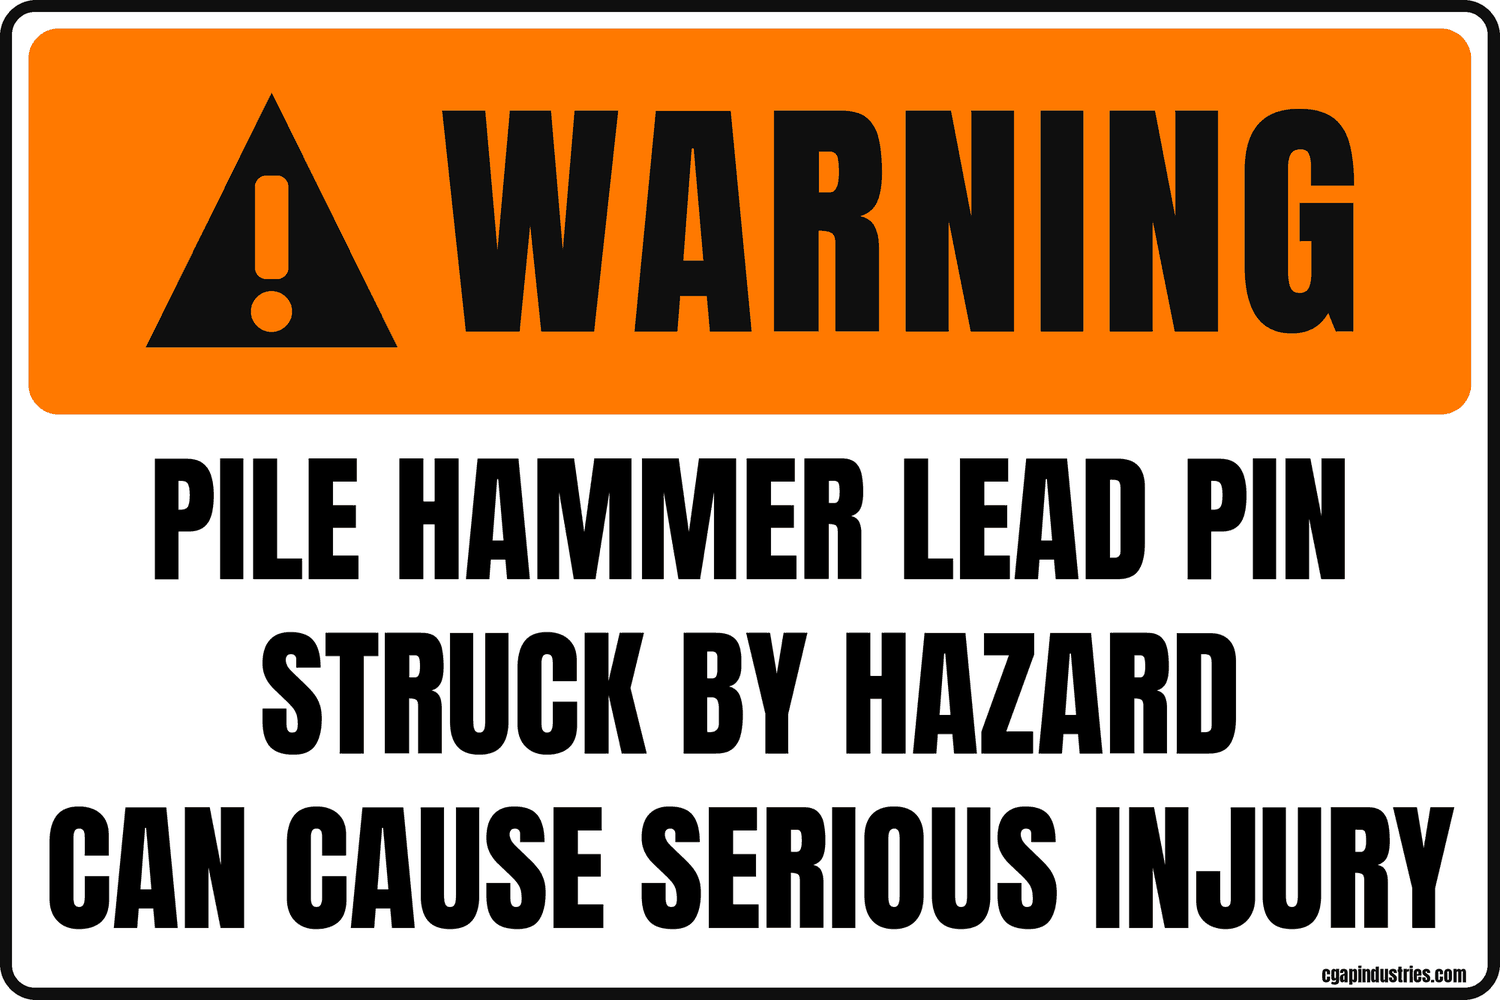 WARNING
PILE HAMMER LEAD PIN
STRUCK BY HAZARD
CAN CAUSE SERIOUS INJURY
cgapindustries.com